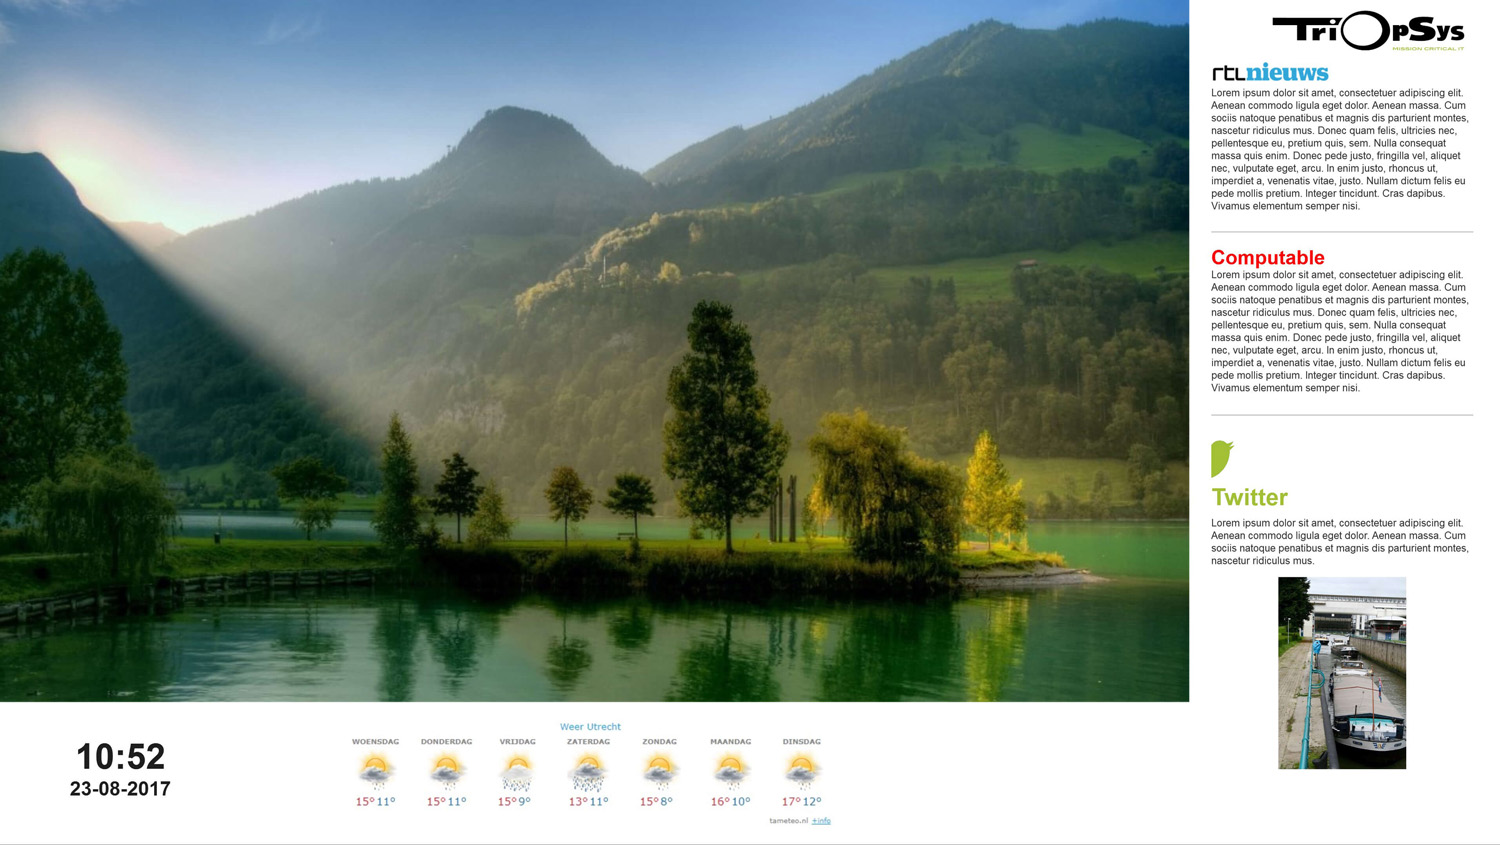 TriOpSys
MISSION CRITICAL IT
rtlnieuws
Lorem ipsum dolor sit amet, consectetuer adipiscing elit.
Aenean commodo ligula eget dolor. Aenean massa. Cum
sociis natoque penatibus et magnis dis parturient montes,
nascetur ridiculus mus. Donec quam felis, ultricies nec,
pellentesque eu, pretium quis, sem. Nulla consequat
massa quis enim. Donec pede justo, fringilla vel, aliquet
nec, vulputate eget, arcu. In enim justo, rhoncus ut,
imperdiet a, venenatis vitae, justo. Nullam dictum felis eu
pede mollis pretium. Integer tincidunt. Cras dapibus.
Vivamus elementum semper nisi.
Computable
Lorem ipsum dolor sit amet, consectetuer adipiscing elit.
Aenean commodo ligula eget dolor. Aenean massa. Cum
sociis natoque penatibus et magnis dis parturient montes,
nascetur ridiculus mus. Donec quam felis, ultricies nec,
pellentesque eu, pretium quis, sem. Nulla consequat
massa quis enim. Donec pede justo, fringilla vel, aliquet
nec, vulputate eget, arcu. In enim justo, rhoncus ut,
imperdiet a, venenatis vitae, justo. Nullam dictum felis eu
pede mollis pretium. Integer tincidunt. Cras dapibus.
Vivamus elementum semper nisi.
Twitter
Lorem ipsum dolor sit amet, consectetuer adipiscing elit.
Aenean commodo ligula eget dolor. Aenean massa. Cum
sociis natoque penatibus et magnis dis parturient montes,
nascetur ridiculus mus.
10:52
23-08-2017
Weer Utrecht
WOENSDAG DONDERDAG VRIJDAG ZATERDAG ZONDAG MAANDAG DINSDAG
15° 11° 15° 11° 15° 9° 13° 11° 15° 8° 16° 10° 17° 12°
tameteo.nl +info